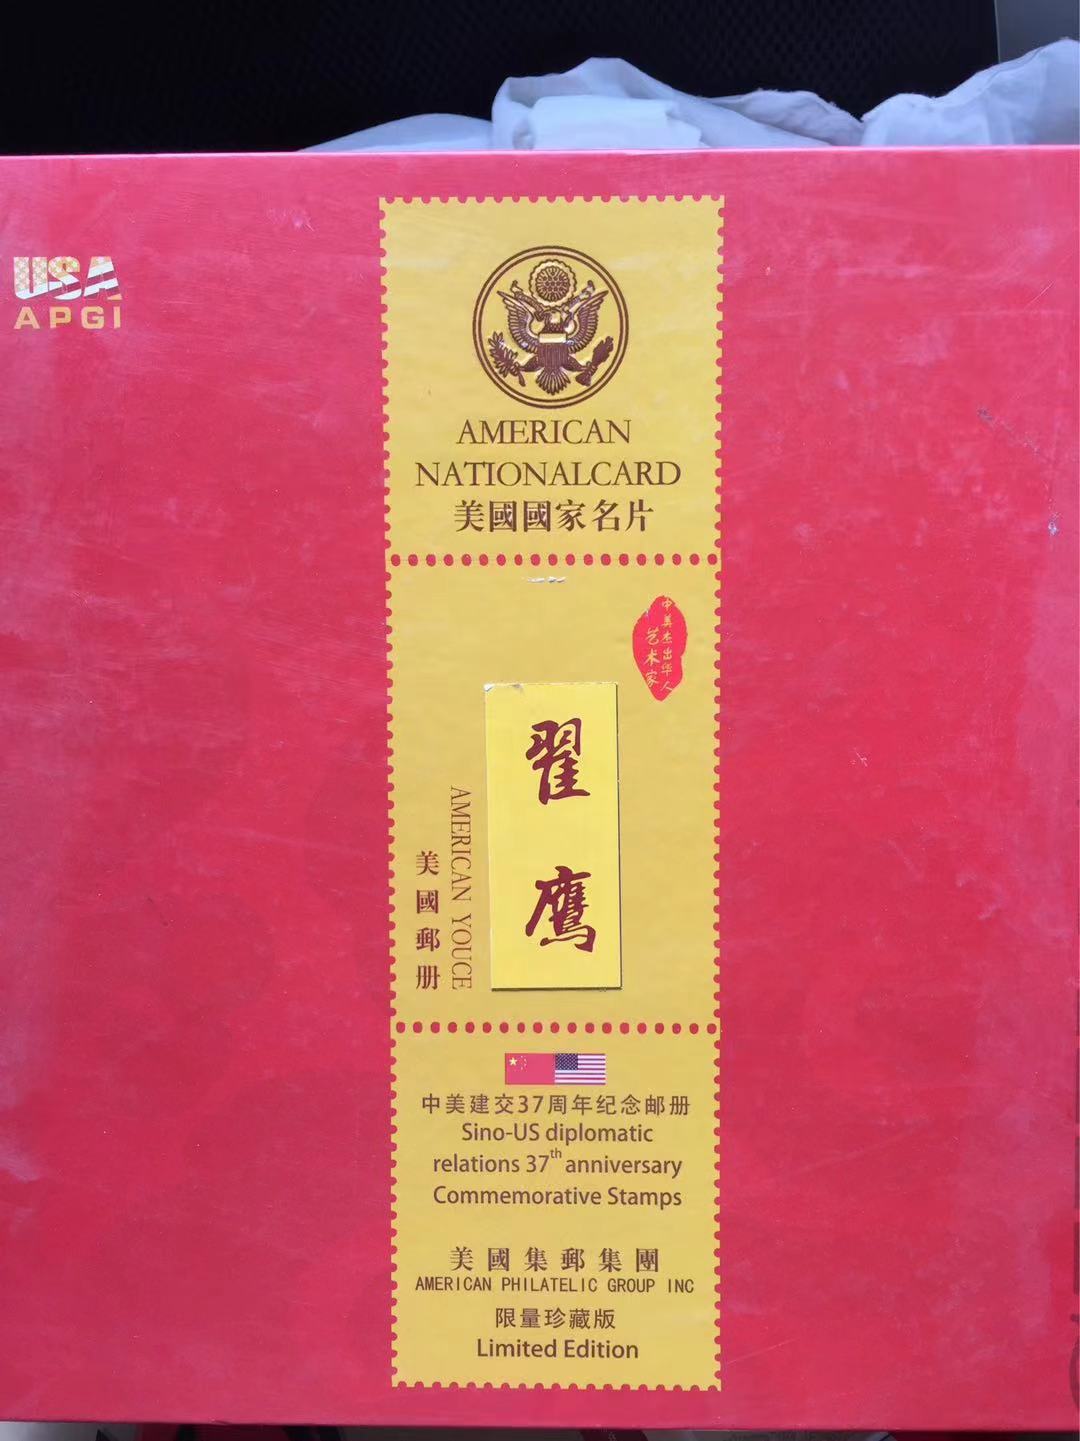 USA
APGI
AMERICAN
NATIONALCARD
美國國家名片
中美杰出华人
艺术家
翟鹰
AMERICAN YOUCE
美國郵册
中美建交37周年纪念邮册
Sino-US diplomatic
relations 37th anniversary
Commemorative Stamps
美國集郵集團
AMERICAN PHILATELIC GROUP INC
限量珍藏版
Limited Edition